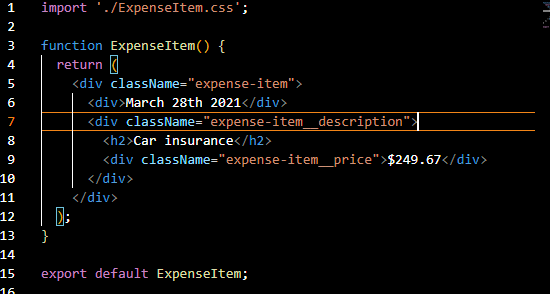 1 import './ExpenseItem.css';
2
3 function ExpenseItem() {
4 return (
5 <div className="expense-item">
6 <div>March 28th 2021</div>
7 <div className="expense-item__description">
8 <h2>Car insurance</h2>
9 <div className="expense-item__price">$249.67</div>
10 </div>
11 </div>
12 );
13 }
14
15 export default ExpenseItem;
16